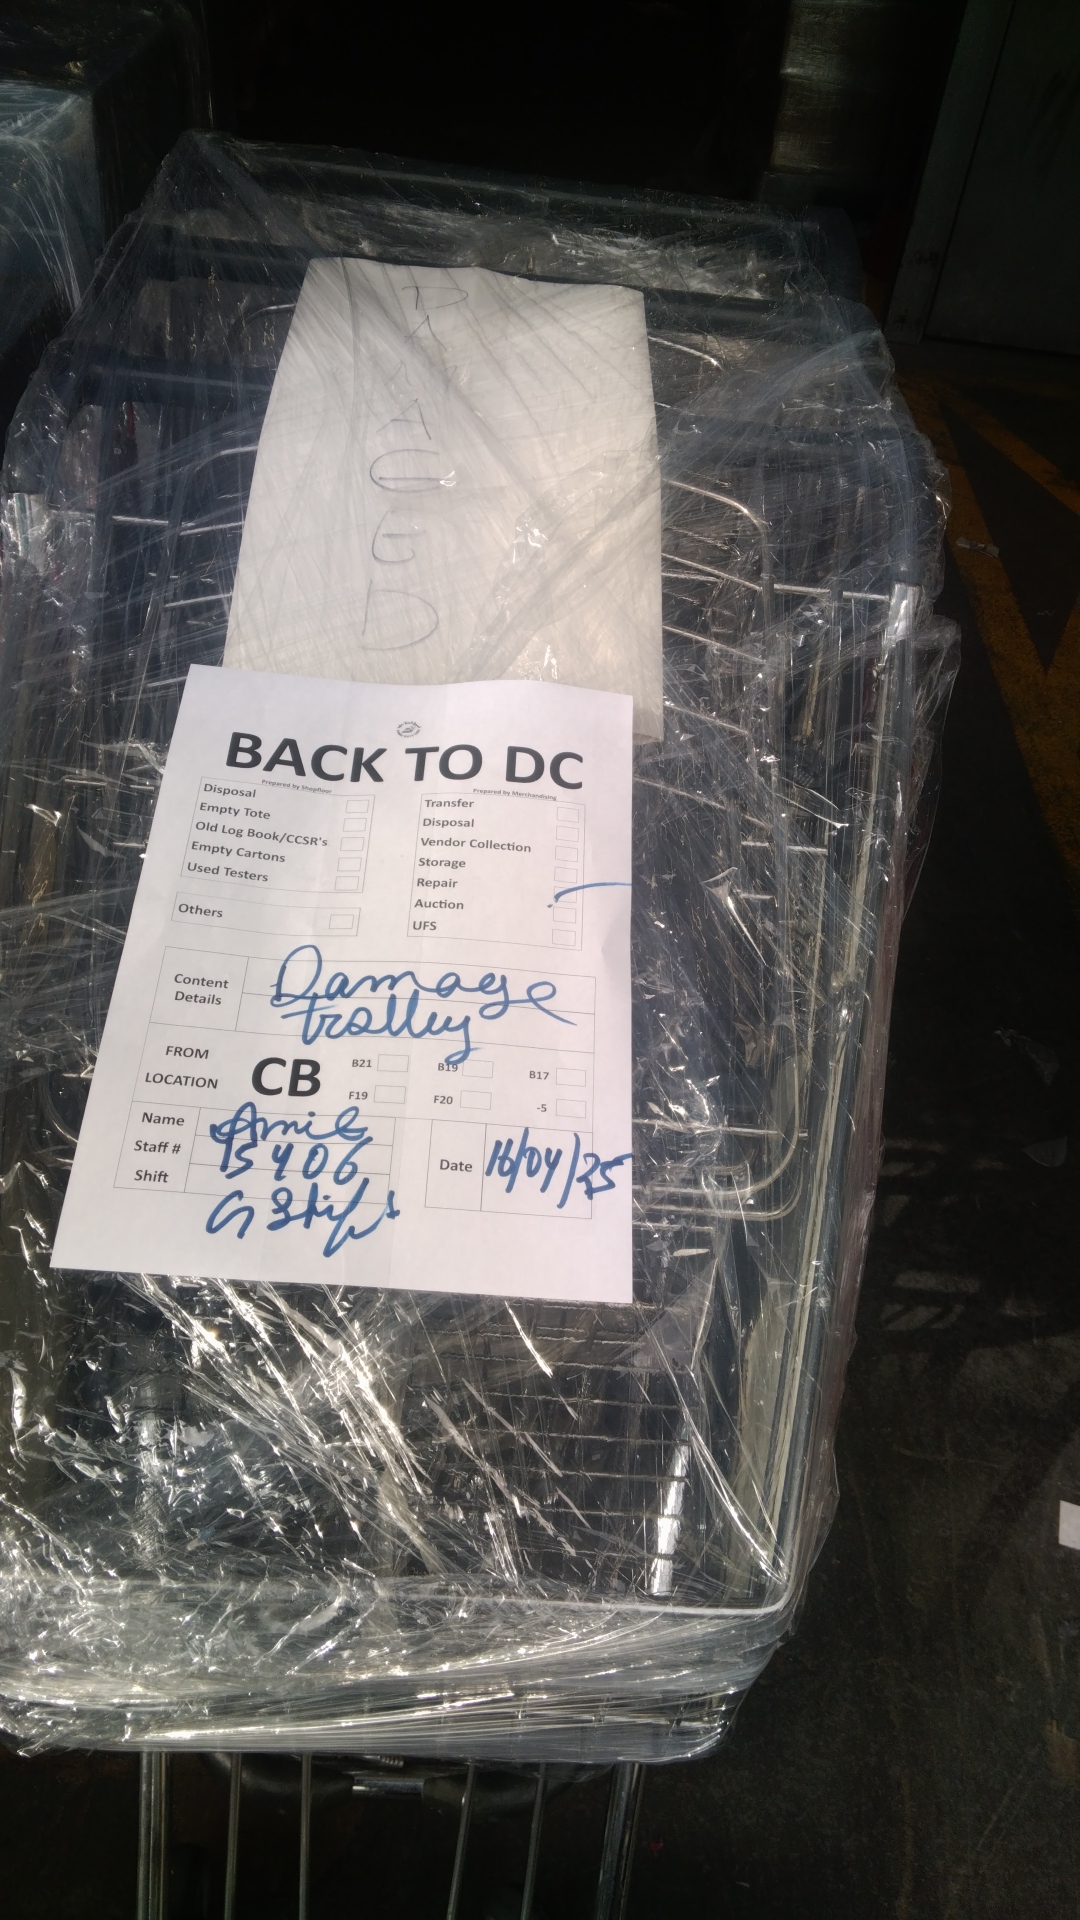 DAMAGED
BACK TO DC
Prepared by Shopfloor
Disposal
Empty Tote
Old Log Book/CCSR's
Empty Cartons
Used Testers
Others
Prepared by Merchandising
Transfer
Disposal
Vendor Collection
Storage
Repair
Auction
UFS
Content Details
Damage
trolley
FROM LOCATION
CB
B21 B19 B17
F19 F20 -5
Name
Staff # 15406
Shift G Shift
Date 16/04/25